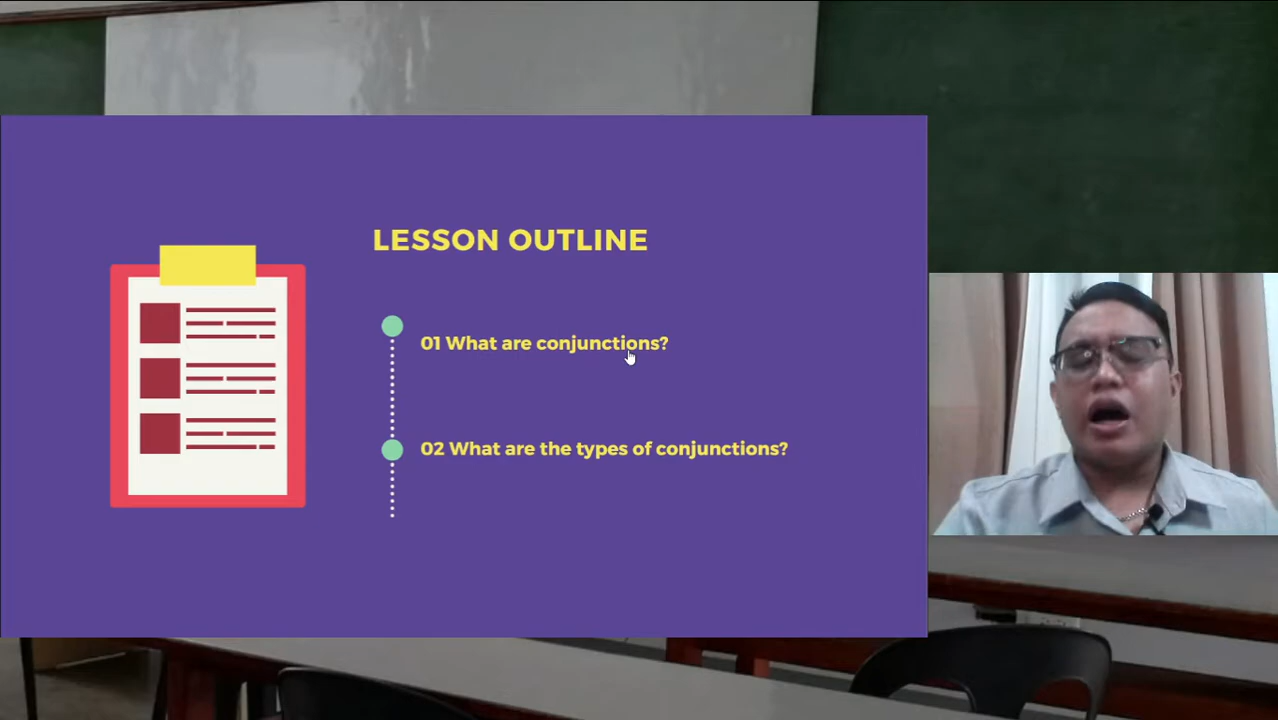 LESSON OUTLINE
01 What are conjunctions?
02 What are the types of conjunctions?